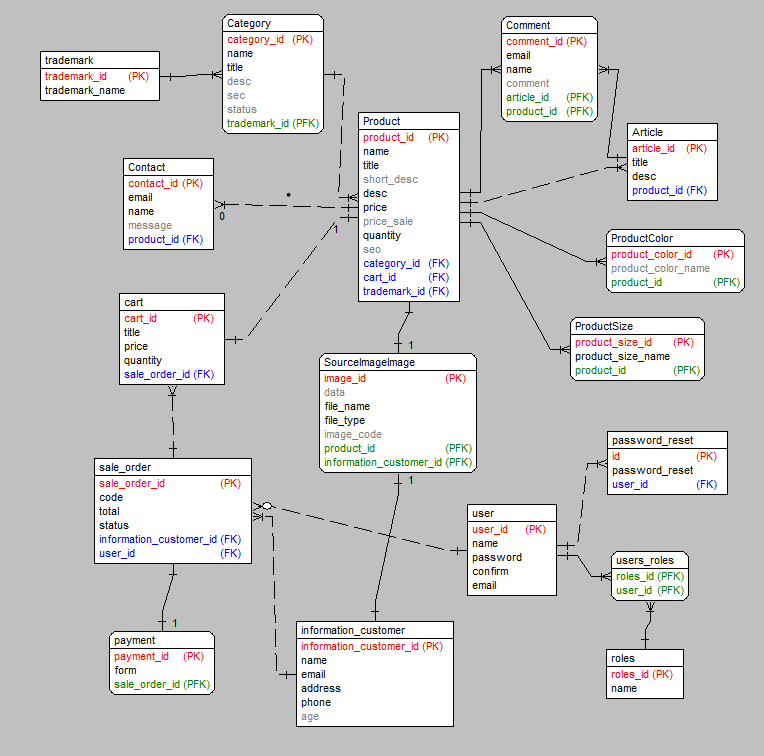 Category
category_id (PK)
name
title
desc
sec
status
trademark_id (PFK)
Comment
comment_id (PK)
email
name
comment
article_id (PFK)
product_id (PFK)
trademark
trademark_id (PK)
trademark_name
Product
product_id (PK)
name
title
short_desc
desc
price
price_sale
quantity
seo
category_id (FK)
cart_id (FK)
trademark_id (FK)
Article
article_id (PK)
title
desc
product_id (FK)
Contact
contact_id (PK)
email
name
message
product_id (FK)
0
1
ProductColor
product_color_id (PK)
product_color_name
product_id (PFK)
cart
cart_id (PK)
title
price
quantity
sale_order_id (FK)
ProductSize
product_size_id (PK)
product_size_name
product_id (PFK)
1
SourceImageImage
image_id (PK)
data
file_name
file_type
image_code
product_id (PFK)
information_customer_id (PFK)
1
password_reset
id (PK)
password_reset
user_id (FK)
sale_order
sale_order_id (PK)
code
total
status
information_customer_id (FK)
user_id (FK)
user
user_id (PK)
name
password
confirm
email
users_roles
roles_id (PFK)
user_id (PFK)
1
payment
payment_id (PK)
form
sale_order_id (PFK)
information_customer
information_customer_id (PK)
name
email
address
phone
age
roles
roles_id (PK)
name